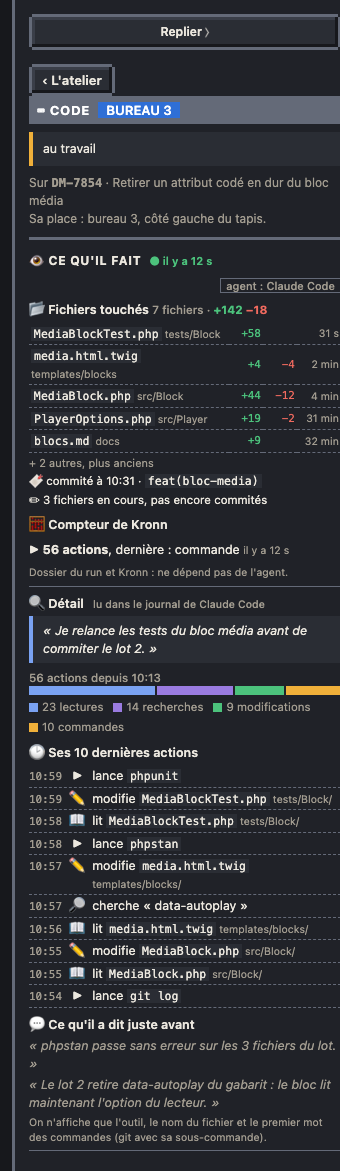 Replier ⟩
‹ L'atelier
CODE BUREAU 3
au travail
Sur DM-7854 · Retirer un attribut codé en dur du bloc
média
Sa place : bureau 3, côté gauche du tapis.
CE QU'IL FAIT il y a 12 s
agent : Claude Code
Fichiers touchés 7 fichiers · +142 −18
MediaBlockTest.php tests/Block +58 31 s
media.html.twig
templates/blocks +4 −4 2 min
MediaBlock.php src/Block +44 −12 4 min
PlayerOptions.php src/Player +19 −2 31 min
blocs.md docs +9 32 min
+ 2 autres, plus anciens
commité à 10:31 · feat(bloc-media)
3 fichiers en cours, pas encore commités
Compteur de Kronn
56 actions, dernière : commande il y a 12 s
Dossier du run et Kronn : ne dépend pas de l'agent.
Détail lu dans le journal de Claude Code
« Je relance les tests du bloc média avant de
commiter le lot 2. »
56 actions depuis 10:13
23 lectures 14 recherches 9 modifications
10 commandes
Ses 10 dernières actions
10:59 lance phpunit
10:59 modifie MediaBlockTest.php tests/Block/
10:58 lit MediaBlockTest.php tests/Block/
10:58 lance phpstan
10:57 modifie media.html.twig
templates/blocks/
10:57 cherche « data-autoplay »
10:56 lit media.html.twig templates/blocks/
10:55 modifie MediaBlock.php src/Block/
10:55 lit MediaBlock.php src/Block/
10:54 lance git log
Ce qu'il a dit juste avant
« phpstan passe sans erreur sur les 3 fichiers du lot.
»
« Le lot 2 retire data-autoplay du gabarit : le bloc lit
maintenant l'option du lecteur. »
On n'affiche que l'outil, le nom du fichier et le premier mot
des commandes (git avec sa sous-commande).